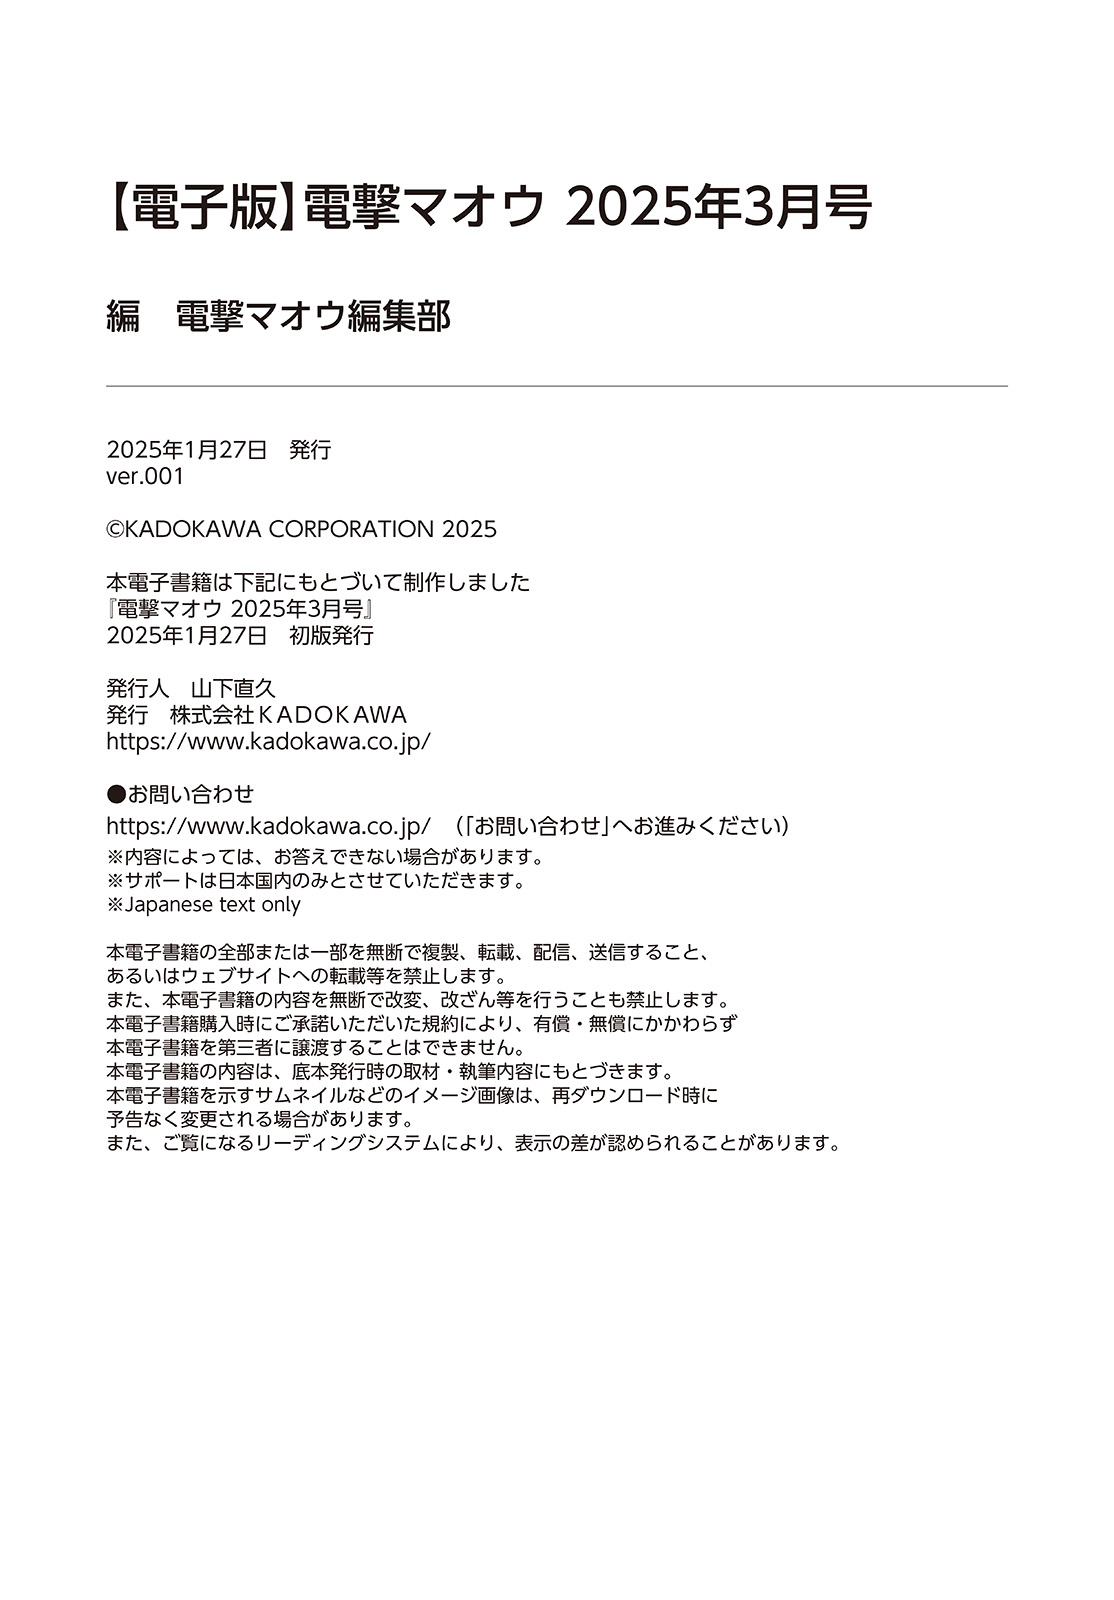 【電子版】電撃マオウ 2025年3月号
編　電撃マオウ編集部
2025年1月27日　発行
ver.001
©KADOKAWA CORPORATION 2025
本電子書籍は下記にもとづいて制作しました
『電撃マオウ 2025年3月号』
2025年1月27日　初版発行
発行人　山下直久
発行　株式会社ＫＡＤＯＫＡＷＡ
https://www.kadokawa.co.jp/
●お問い合わせ
https://www.kadokawa.co.jp/　（「お問い合わせ」へお進みください）
※内容によっては、お答えできない場合があります。
※サポートは日本国内のみとさせていただきます。
※Japanese text only
本電子書籍の全部または一部を無断で複製、転載、配信、送信すること、
あるいはウェブサイトへの転載等を禁止します。
また、本電子書籍の内容を無断で改変、改ざん等を行うことも禁止します。
本電子書籍購入時にご承諾いただいた規約により、有償・無償にかかわらず
本電子書籍を第三者に譲渡することはできません。
本電子書籍の内容は、底本発行時の取材・執筆内容にもとづきます。
本電子書籍を示すサムネイルなどのイメージ画像は、再ダウンロード時に
予告なく変更される場合があります。
また、ご覧になるリーディングシステムにより、表示の差が認められることがあります。